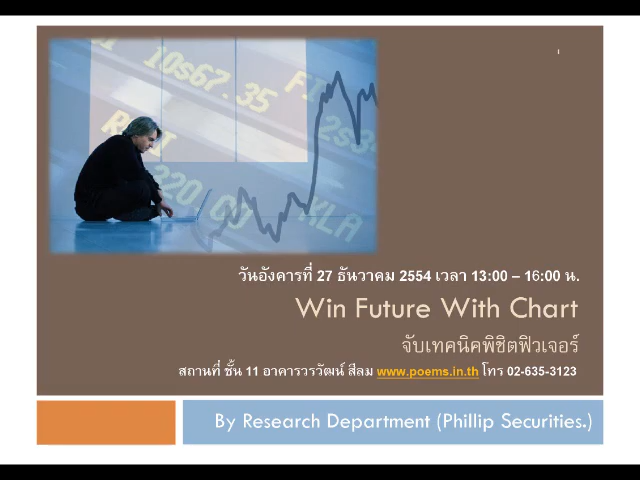 10s67.35
วันอังคารที่ 27 ธันวาคม 2554 เวลา 13:00 – 16:00 น.
Win Future With Chart
จับเทคนิคพิชิตฟิวเจอร์
สถานที่ ชั้น 11 อาคารวรวัฒน์ สีลม www.poems.in.th โทร 02-635-3123
By Research Department (Phillip Securities.)